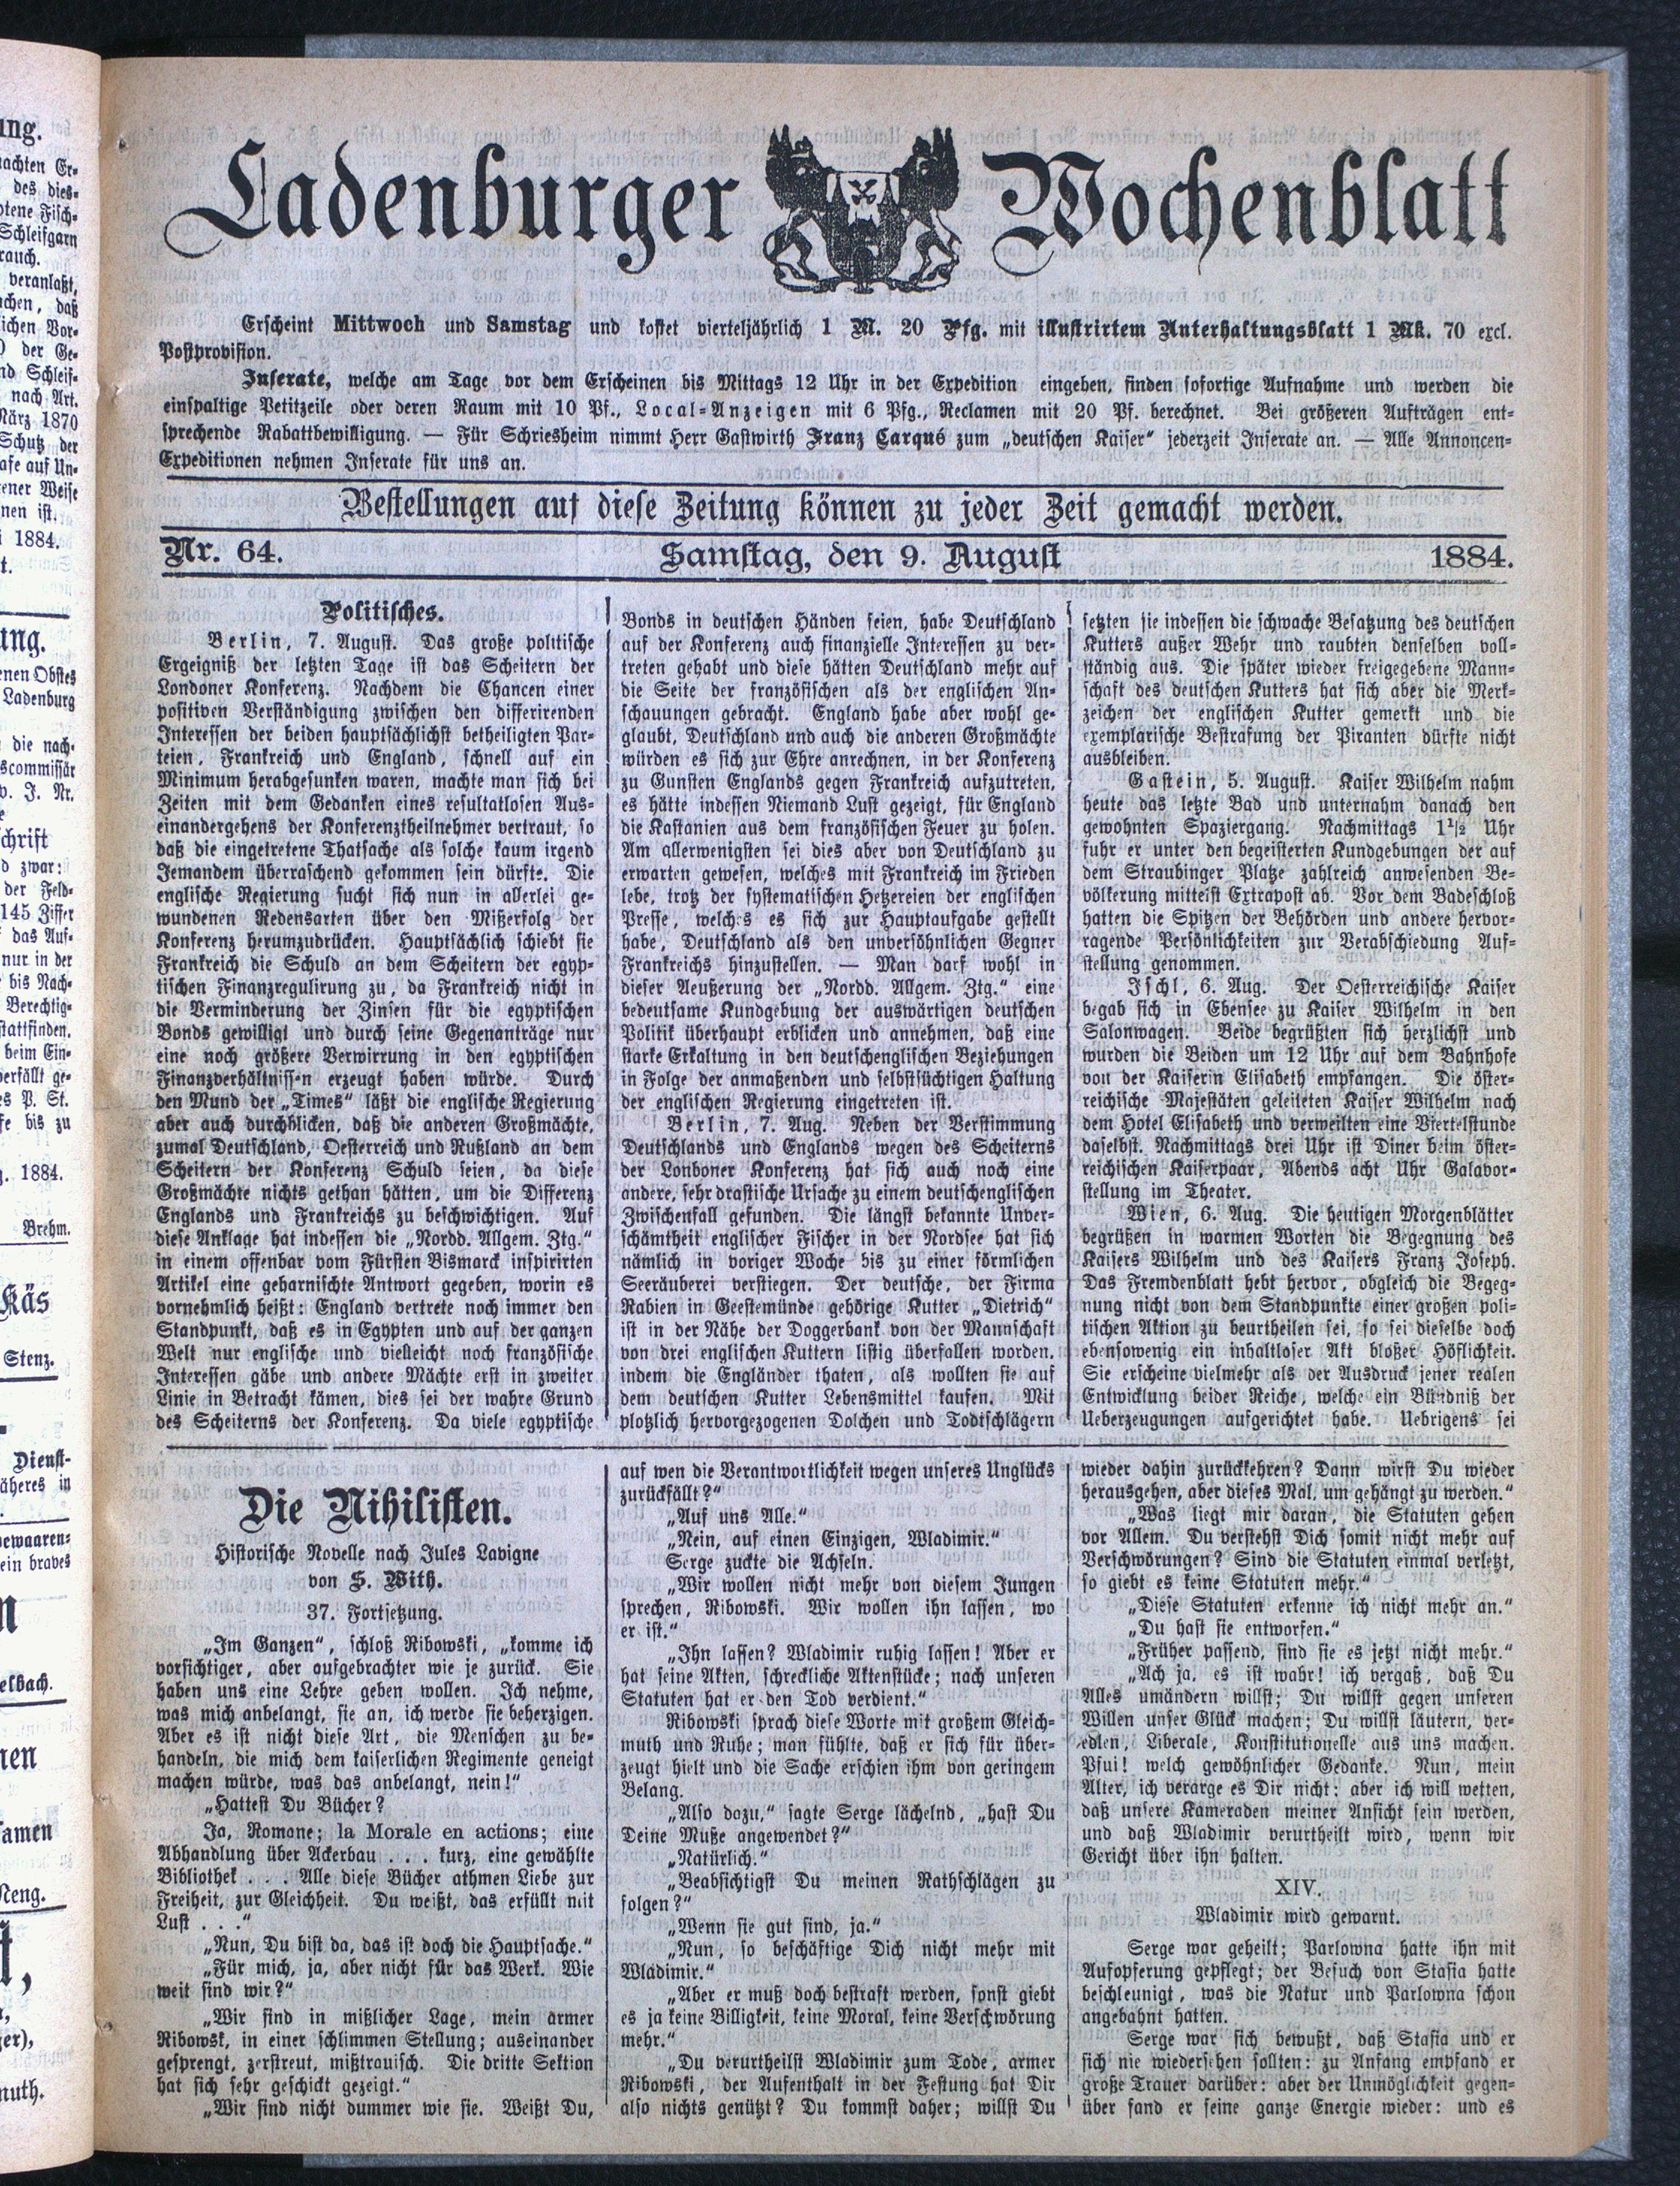 Ladenburger Wochenblatt
Erscheint Mittwoch und Samstag und kostet vierteljährlich 1 M. 20 Pfg. mit illustrirtem Unterhaltungsblatt 1 Mk. 70 excl.
Postprovision.
Inserate, welche am Tage vor dem Erscheinen bis Mittags 12 Uhr in der Expedition eingeben, finden sofortige Aufnahme und werden die
einspaltige Petitzeile oder deren Raum mit 10 Pf., Local-Anzeigen mit 6 Pfg., Reclamen mit 20 Pf. berechnet. Bei größeren Aufträgen ent-
sprechende Rabattbewilligung. — Für Schriesheim nimmt Herr Gastwirth Franz Carqué zum „deutschen Kaiser“ jederzeit Inserate an. — Alle Annoncen-
Expeditionen nehmen Inserate für uns an.
Bestellungen auf diese Zeitung können zu jeder Zeit gemacht werden.
Nr. 64. Samstag, den 9. August 1884.
Politisches.
Berlin, 7. August. Das große politische
Ergeigniß der letzten Tage ist das Scheitern der
Londoner Konferenz. Nachdem die Chancen einer
positiven Verständigung zwischen den differirenden
Interessen der beiden hauptsächlichst betheiligten Par-
teien, Frankreich und England, schnell auf ein
Minimum herabgesunken waren, machte man sich bei
Zeiten mit dem Gedanken eines resultatlosen Aus-
einandergehens der Konferenztheilnehmer vertraut, so
daß die eingetretene Thatsache als solche kaum irgend
Jemandem überraschend gekommen sein dürfte. Die
englische Regierung sucht sich nun in allerlei ge-
wundenen Redensarten über den Mißerfolg der
Konferenz herumzudrücken. Hauptsächlich schiebt sie
Frankreich die Schuld an dem Scheitern der egyp-
tischen Finanzregulirung zu, da Frankreich nicht in
die Verminderung der Zinsen für die egyptischen
Bonds gewilligt und durch seine Gegenanträge nur
eine noch größere Verwirrung in den egyptischen
Finanzverhältnissen erzeugt haben würde. Durch
den Mund der „Times“ läßt die englische Regierung
aber auch durchblicken, daß die anderen Großmächte,
zumal Deutschland, Oesterreich und Rußland an dem
Scheitern der Konferenz Schuld seien, da diese
Großmächte nichts gethan hätten, um die Differenz
Englands und Frankreichs zu beschwichtigen. Auf
diese Anklage hat indessen die „Nordd. Allgem. Ztg.“
in einem offenbar vom Fürsten Bismarck inspirirten
Artikel eine geharnischte Antwort gegeben, worin es
vornehmlich heißt: England vertrete noch immer den
Standpunkt, daß es in Egypten und auf der ganzen
Welt nur englische und vielleicht noch französische
Interessen gäbe und andere Mächte erst in zweiter
Linie in Betracht kämen, dies sei der wahre Grund
des Scheiterns der Konferenz. Da viele egyptische
Bonds in deutschen Händen seien, habe Deutschland
auf der Konferenz auch finanzielle Interessen zu ver-
treten gehabt und diese hätten Deutschland mehr auf
die Seite der französischen als der englischen An-
schauungen gebracht. England habe aber wohl ge-
glaubt, Deutschland und auch die anderen Großmächte
würden es sich zur Ehre anrechnen, in der Konferenz
zu Gunsten Englands gegen Frankreich aufzutreten,
es hätte indessen Niemand Lust gezeigt, für England
die Kastanien aus dem französischen Feuer zu holen.
Am allerwenigsten sei dies aber von Deutschland zu
erwarten gewesen, welches mit Frankreich im Frieden
lebe, trotz der systematischen Hetzereien der englischen
Presse, welches es sich zur Hauptaufgabe gestellt
habe, Deutschland als den unversöhnlichen Gegner
Frankreichs hinzustellen. — Man darf wohl in
dieser Aeußerung der „Nordd. Allgem. Ztg.“ eine
bedeutsame Kundgebung der auswärtigen deutschen
Politik überhaupt erblicken und annehmen, daß eine
starke Erkaltung in den deutschenglischen Beziehungen
in Folge der anmaßenden und selbstsüchtigen Haltung
der englischen Regierung eingetreten ist.
Berlin, 7. Aug. Neben der Verstimmung
Deutschlands und Englands wegen des Scheiterns
der Londoner Konferenz hat sich auch noch eine
andere, sehr drastische Ursache zu einem deutschenglischen
Zwischenfall gefunden. Die längst bekannte Unver-
schämtheit englischer Fischer in der Nordsee hat sich
nämlich in voriger Woche bis zu einer förmlichen
Seeräuberei verstiegen. Der deutsche, der Firma
Rabien in Geestemünde gehörige Kutter „Dietrich“
ist in der Nähe der Doggerbank von der Mannschaft
von drei englischen Kuttern listig überfallen worden,
indem die Engländer thaten, als wollten sie auf
dem deutschen Kutter Lebensmittel kaufen. Mit
plotzlich hervorgezogenen Dolchen und Todtschlägern
setzten sie indessen die schwache Besatzung des deutschen
Kutters außer Wehr und raubten denselben voll-
ständig aus. Die später wieder freigegebene Mann-
schaft des deutschen Kutters hat sich aber die Merk-
zeichen der englischen Kutter gemerkt und die
exemplarische Bestrafung der Piranten dürfte nicht
ausbleiben.
Gastein, 5. August. Kaiser Wilhelm nahm
heute das letzte Bad und unternahm danach den
gewohnten Spaziergang. Nachmittags 1½ Uhr
fuhr er unter den begeisterten Kundgebungen der auf
dem Straubinger Platze zahlreich anwesenden Be-
völkerung mittelst Extrapost ab. Vor dem Badeschloß
hatten die Spitzen der Behörden und andere hervor-
ragende Persönlichkeiten zur Verabschiedung Auf-
stellung genommen.
Ischl, 6. Aug. Der Oesterreichische Kaiser
begab sich in Ebensee zu Kaiser Wilhelm in den
Salonwagen. Beide begrüßten sich herzlichst und
wurden die Beiden um 12 Uhr auf dem Bahnhofe
von der Kaiserin Elisabeth empfangen. Die öster-
reichische Majestäten geleiteten Kaiser Wilhelm nach
dem Hotel Elisabeth und verweilten eine Viertelstunde
daselbst. Nachmittags drei Uhr ist Diner beim öster-
reichischen Kaiserpaar, Abends acht Uhr Galavor-
stellung im Theater.
Wien, 6. Aug. Die heutigen Morgenblätter
begrüßen in warmen Worten die Begegnung des
Kaisers Wilhelm und des Kaisers Franz Joseph.
Das Fremdenblatt hebt hervor, obgleich die Begeg-
nung nicht von dem Standpunkte einer großen poli-
tischen Aktion zu beurtheilen sei, so sei dieselbe doch
ebensowenig ein inhaltloser Akt bloßer Höflichkeit.
Sie erscheine vielmehr als der Ausdruck jener realen
Entwicklung beider Reiche, welche ein Bündniß der
Ueberzeugungen aufgerichtet habe. Uebrigens sei
Die Nihilisten.
Historische Novelle nach Jules Lavigne
von S. With.
37. Fortsetzung.
„Im Ganzen“, schloß Ribowski, „komme ich
vorsichtiger, aber aufgebrachter wie je zurück. Sie
haben uns eine Lehre geben wollen. Ich nehme,
was mich anbelangt, sie an, ich werde sie beherzigen.
Aber es ist nicht diese Art, die Menschen zu be-
handeln, die mich dem kaiserlichen Regimente geneigt
machen würde, was das anbelangt, nein!“
„Hattest Du Bücher?
Ja, Romane; la Morale en actions; eine
Abhandlung über Ackerbau . . . kurz, eine gewählte
Bibliothek . . . Alle diese Bücher athmen Liebe zur
Freiheit, zur Gleichheit. Du weißt, das erfüllt mit
Lust . . .“
„Nun, Du bist da, das ist doch die Hauptsache.“
„Für mich, ja, aber nicht für das Werk. Wie
weit sind wir?“
„Wir sind in mißlicher Lage, mein armer
Ribowsk, in einer schlimmen Stellung; auseinander
gesprengt, zerstreut, mißtrauisch. Die dritte Sektion
hat sich sehr geschickt gezeigt.“
„Wir sind nicht dummer wie sie. Weißt Du,
auf wen die Verantwortlichkeit wegen unseres Unglücks
zurückfällt?“
„Auf uns Alle.“
„Nein, auf einen Einzigen, Wladimir.“
Serge zuckte die Achseln.
„Wir wollen nicht mehr von diesem Jungen
sprechen, Ribowski. Wir wollen ihn lassen, wo
er ist.“
„Ihn lassen? Wladimir ruhig lassen! Aber er
hat seine Akten, schreckliche Aktenstücke; nach unseren
Statuten hat er den Tod verdient.“
Ribowski sprach diese Worte mit großem Gleich-
muth und Ruhe; man fühlte, daß er sich für über-
zeugt hielt und die Sache erschien ihm von geringem
Belang.
„Also dazu,“ sagte Serge lächelnd, „hast Du
Deine Muße angewendet?“
„Natürlich.“
„Beabsichtigst Du meinen Rathschlägen zu
folgen?“
„Wenn sie gut sind, ja.“
„Nun, so beschäftige Dich nicht mehr mit
Wladimir.“
„Aber er muß doch bestraft werden, sonst giebt
es ja keine Billigkeit, keine Moral, keine Verschwörung
mehr.“
„Du verurtheilst Wladimir zum Tode, armer
Ribowski, der Aufenthalt in der Festung hat Dir
also nichts genützt? Du kommst daher; willst Du
wieder dahin zurückkehren? Dann wirst Du wieder
herausgehen, aber dieses Mal, um gehängt zu werden.“
„Was liegt mir daran, die Statuten gehen
vor Allem. Du verstehst Dich somit nicht mehr auf
Verschwörungen? Sind die Statuten einmal verletzt,
so giebt es keine Statuten mehr.“
„Diese Statuten erkenne ich nicht mehr an.“
„Du hast sie entworfen.“
„Früher passend, sind sie es jetzt nicht mehr.“
„Ach ja, es ist wahr! ich vergaß, daß Du
Alles umändern willst; Du willst gegen unseren
Willen unser Glück machen; Du willst läutern, ver-
edlen, Liberale, Konstitutionelle aus uns machen.
Pfui! welch gewöhnlicher Gedanke. Nun, mein
Alter, ich verarge es Dir nicht: aber ich will wetten,
daß unsere Kameraden meiner Ansicht sein werden,
und daß Wladimir verurtheilt wird, wenn wir
Gericht über ihn halten.
XIV.
Wladimir wird gewarnt.
Serge war geheilt; Parlowna hatte ihn mit
Aufopferung gepflegt; der Besuch von Stasia hatte
beschleunigt, was die Natur und Parlowna schon
angebahnt hatten.
Serge war sich bewußt, daß Stasia und er
sich nie wiedersehen sollten: zu Anfang empfand er
große Trauer darüber: aber der Unmöglichkeit gegen-
über fand er seine ganze Energie wieder: und es